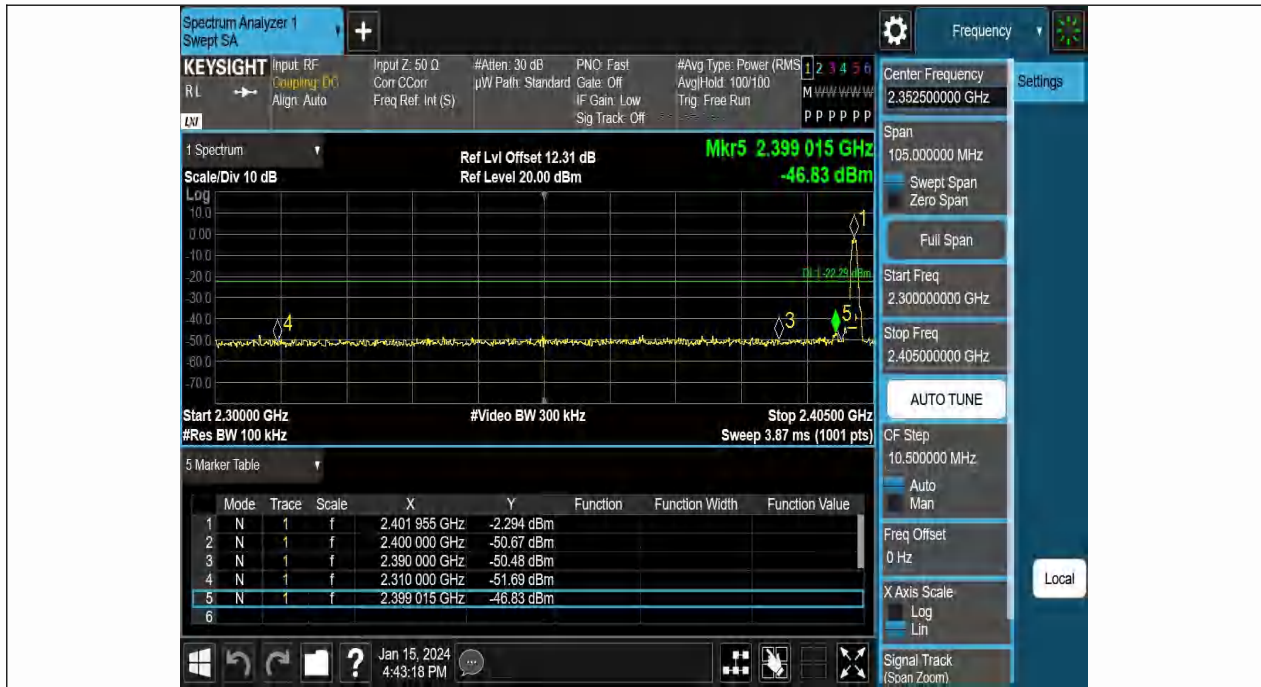 Spectrum Analyzer 1
Swept SA
+
Frequency
KEYSIGHT
RL
LXI
Input: RF
Coupling: DC
Align: Auto
Input Z: 50 Ω
Corr CCorr
Freq Ref: Int (S)
#Atten: 30 dB
µW Path: Standard
PNO: Fast
Gate: Off
IF Gain: Low
Sig Track: Off
#Avg Type: Power (RMS
Avg|Hold: 100/100
Trig: Free Run
1 2 3 4 5 6
M W W W W W
P P P P P P
1 Spectrum
Scale/Div 10 dB
Ref Lvl Offset 12.31 dB
Ref Level 20.00 dBm
Mkr5 2.399 015 GHz
-46.83 dBm
Log
10.0
0.00
-10.0
-20.0
-30.0
-40.0
-50.0
-60.0
-70.0
1
DL1 -22.29 dBm
4
3
5
Start 2.30000 GHz
#Video BW 300 kHz
Stop 2.40500 GHz
#Res BW 100 kHz
Sweep 3.87 ms (1001 pts)
5 Marker Table
Mode Trace Scale X Y Function Function Width Function Value
1 N 1 f 2.401 955 GHz -2.294 dBm
2 N 1 f 2.400 000 GHz -50.67 dBm
3 N 1 f 2.390 000 GHz -50.48 dBm
4 N 1 f 2.310 000 GHz -51.69 dBm
5 N 1 f 2.399 015 GHz -46.83 dBm
6
?
Jan 15, 2024
4:43:18 PM
Center Frequency
2.352500000 GHz
Settings
Span
105.000000 MHz
Swept Span
Zero Span
Full Span
Start Freq
2.300000000 GHz
Stop Freq
2.405000000 GHz
AUTO TUNE
CF Step
10.500000 MHz
Auto
Man
Freq Offset
0 Hz
X Axis Scale
Log
Lin
Local
Signal Track
(Span Zoom)